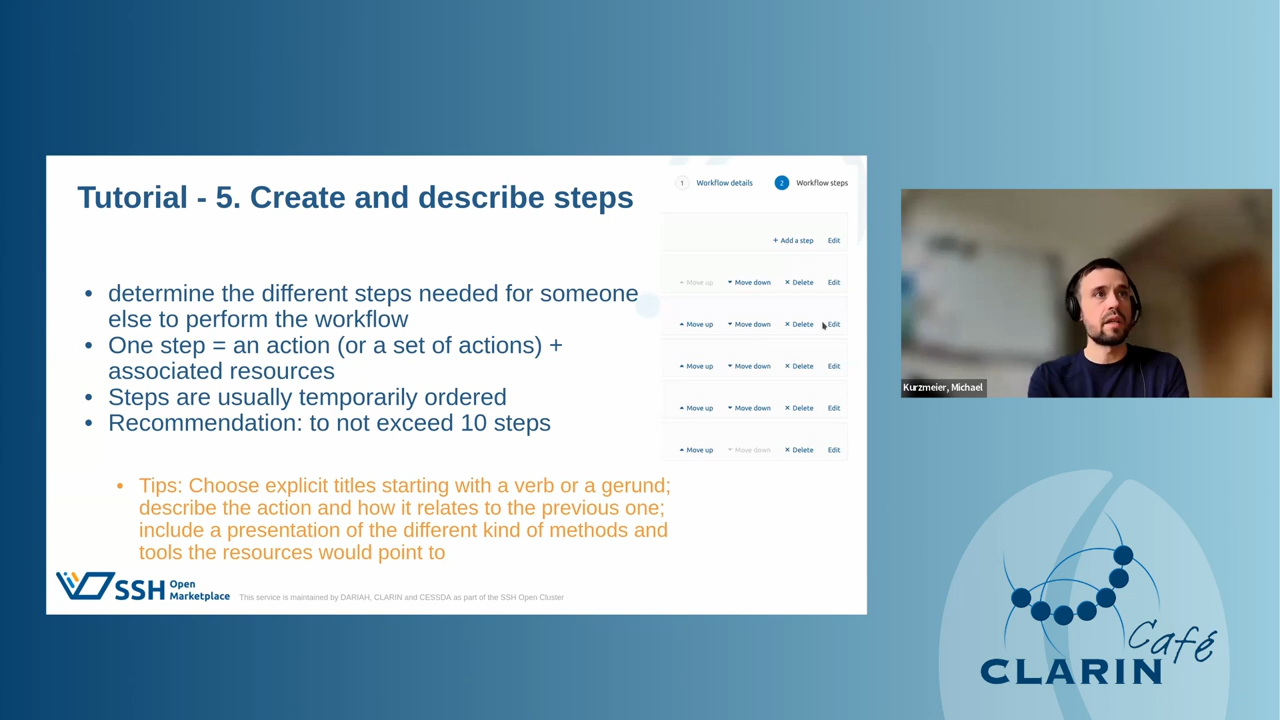 Tutorial - 5. Create and describe steps
1 Workflow details 2 Workflow steps
+ Add a step Edit
Move up Move down × Delete Edit
Move up Move down × Delete Edit
Move up Move down × Delete Edit
Move up Move down × Delete Edit
Move up Move down × Delete Edit
• determine the different steps needed for someone
else to perform the workflow
• One step = an action (or a set of actions) +
associated resources
• Steps are usually temporarily ordered
• Recommendation: to not exceed 10 steps
• Tips: Choose explicit titles starting with a verb or a gerund;
describe the action and how it relates to the previous one;
include a presentation of the different kind of methods and
tools the resources would point to
SSH Open
Marketplace
This service is maintained by DARIAH, CLARIN and CESSDA as part of the SSH Open Cluster
Kurzmeier, Michael
Café
CLARIN